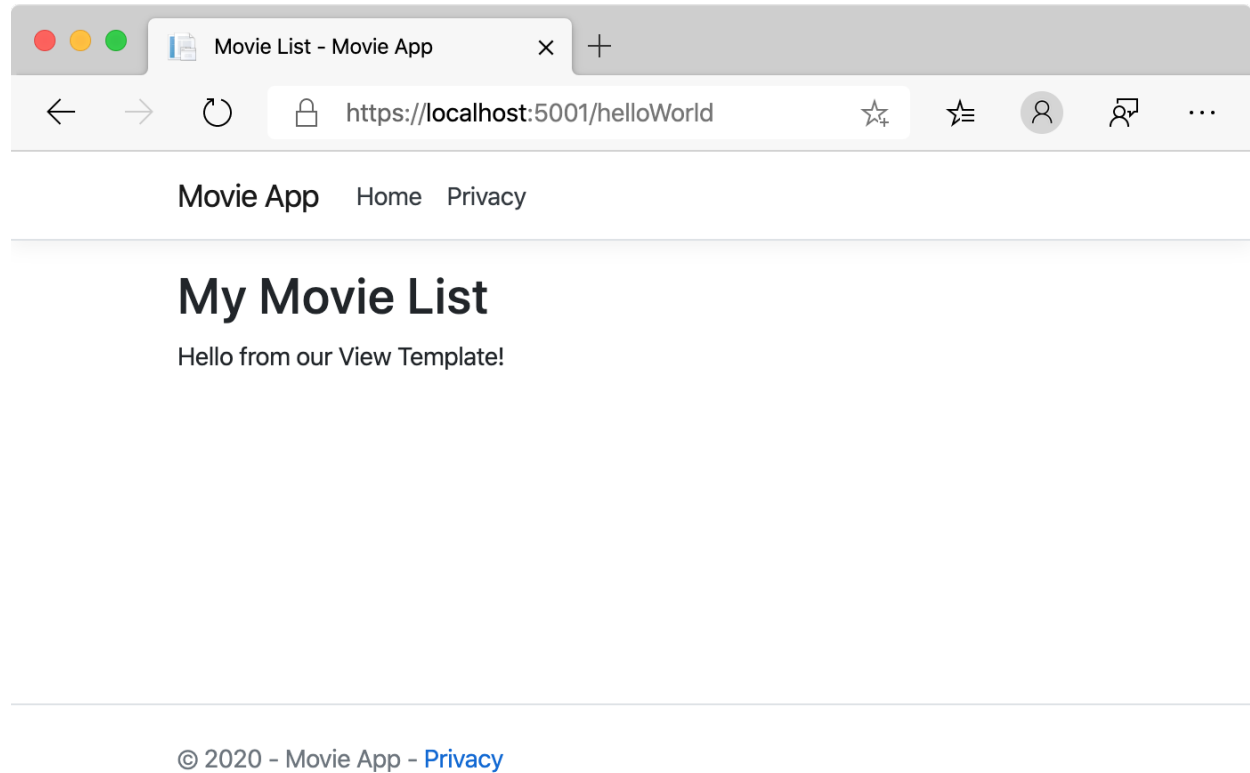 Movie List - Movie App
https://localhost:5001/helloWorld
Movie App Home Privacy
My Movie List
Hello from our View Template!
© 2020 - Movie App - Privacy